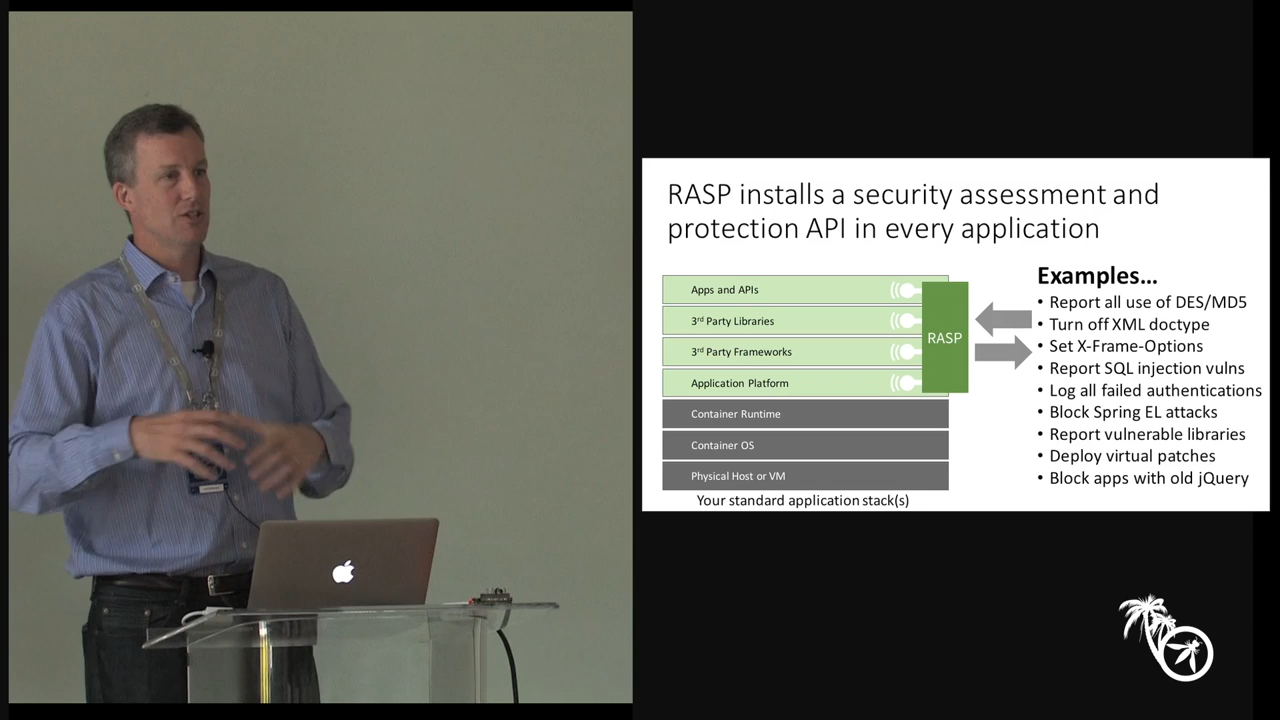 RASP installs a security assessment and
protection API in every application
Apps and APIs
3rd Party Libraries
3rd Party Frameworks
Application Platform
Container Runtime
Container OS
Physical Host or VM
RASP
Your standard application stack(s)
Examples…
• Report all use of DES/MD5
• Turn off XML doctype
• Set X-Frame-Options
• Report SQL injection vulns
• Log all failed authentications
• Block Spring EL attacks
• Report vulnerable libraries
• Deploy virtual patches
• Block apps with old jQuery